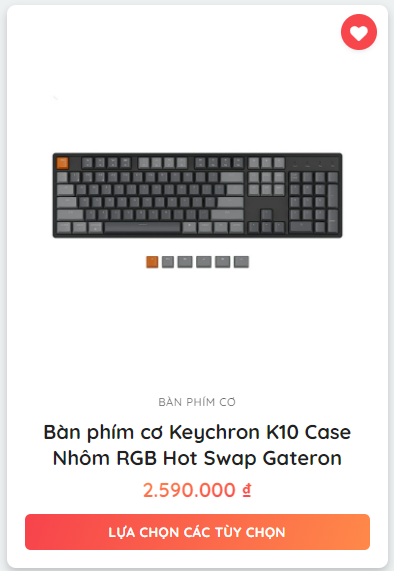 BÀN PHÍM CƠ
Bàn phím cơ Keychron K10 Case
Nhôm RGB Hot Swap Gateron
2.590.000 ₫
LỰA CHỌN CÁC TÙY CHỌN